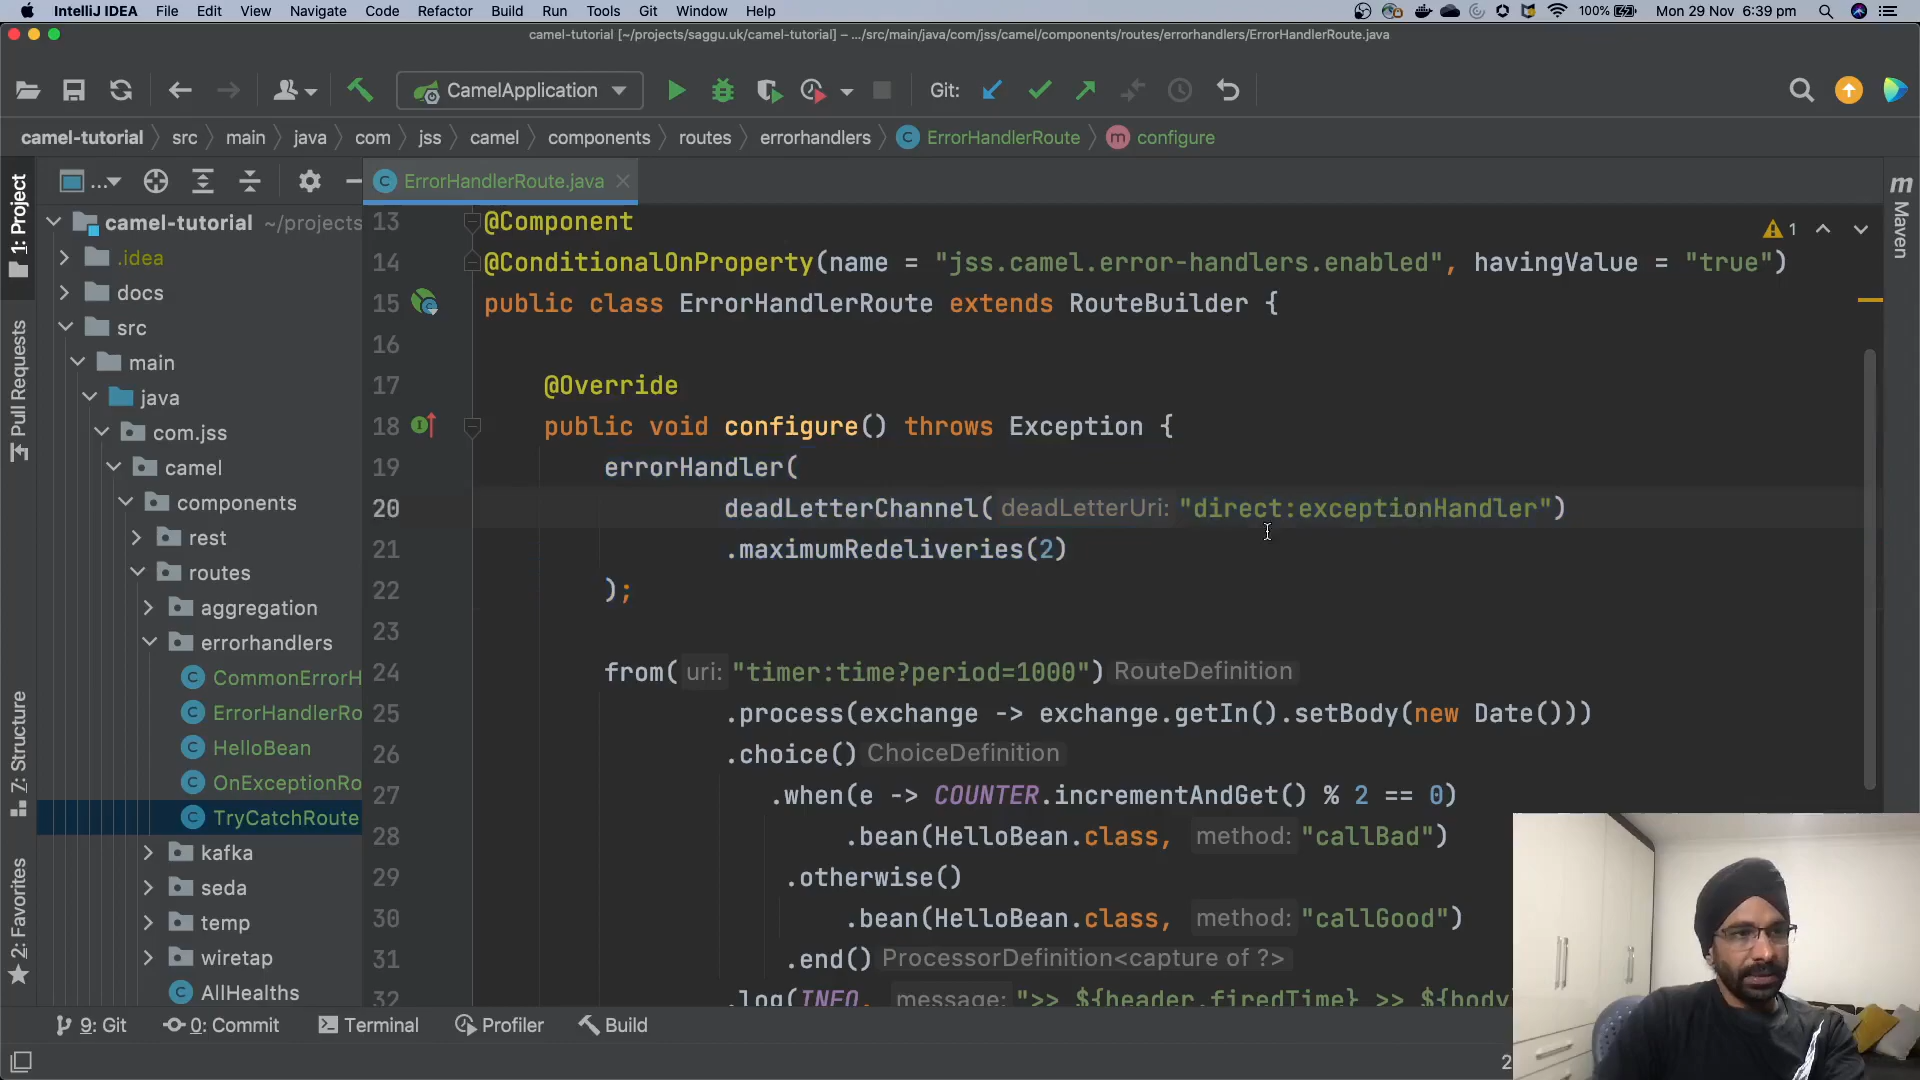 IntelliJ IDEA File Edit View Navigate Code Refactor Build Run Tools Git Window Help 100% Mon 29 Nov 6:39 pm
camel-tutorial [~/projects/saggu.uk/camel-tutorial] – .../src/main/java/com/jss/camel/components/routes/errorhandlers/ErrorHandlerRoute.java
CamelApplication Git:
camel-tutorial src main java com jss camel components routes errorhandlers ErrorHandlerRoute configure
1: Project
Pull Requests
Z: Structure
2: Favorites
Maven
...
ErrorHandlerRoute.java
camel-tutorial ~/projects
.idea
docs
src
main
java
com.jss
camel
components
rest
routes
aggregation
errorhandlers
CommonErrorH
ErrorHandlerRo
HelloBean
OnExceptionRo
TryCatchRoute
kafka
seda
temp
wiretap
AllHealths
1
13 @Component
14 @ConditionalOnProperty(name = "jss.camel.error-handlers.enabled", havingValue = "true")
15 public class ErrorHandlerRoute extends RouteBuilder {
16
17 @Override
18 public void configure() throws Exception {
19 errorHandler(
20 deadLetterChannel( deadLetterUri: "direct:exceptionHandler")
21 .maximumRedeliveries(2)
22 );
23
24 from( uri: "timer:time?period=1000") RouteDefinition
25 .process(exchange -> exchange.getIn().setBody(new Date()))
26 .choice() ChoiceDefinition
27 .when(e -> COUNTER.incrementAndGet() % 2 == 0)
28 .bean(HelloBean.class, method: "callBad")
29 .otherwise()
30 .bean(HelloBean.class, method: "callGood")
31 .end() ProcessorDefinition<capture of ?>
32 .log(INFO, message: ">> ${header.firedTime} >> ${body
9: Git 0: Commit Terminal Profiler Build
2